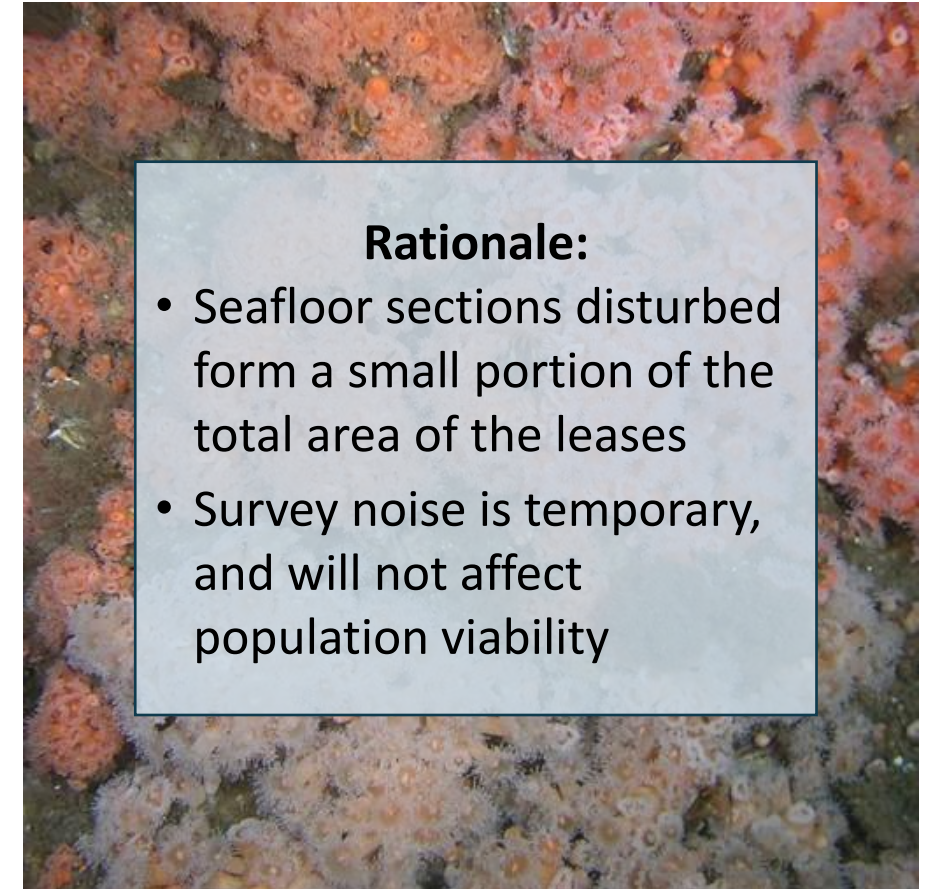 Rationale:
• Seafloor sections disturbed
form a small portion of the
total area of the leases
• Survey noise is temporary,
and will not affect
population viability